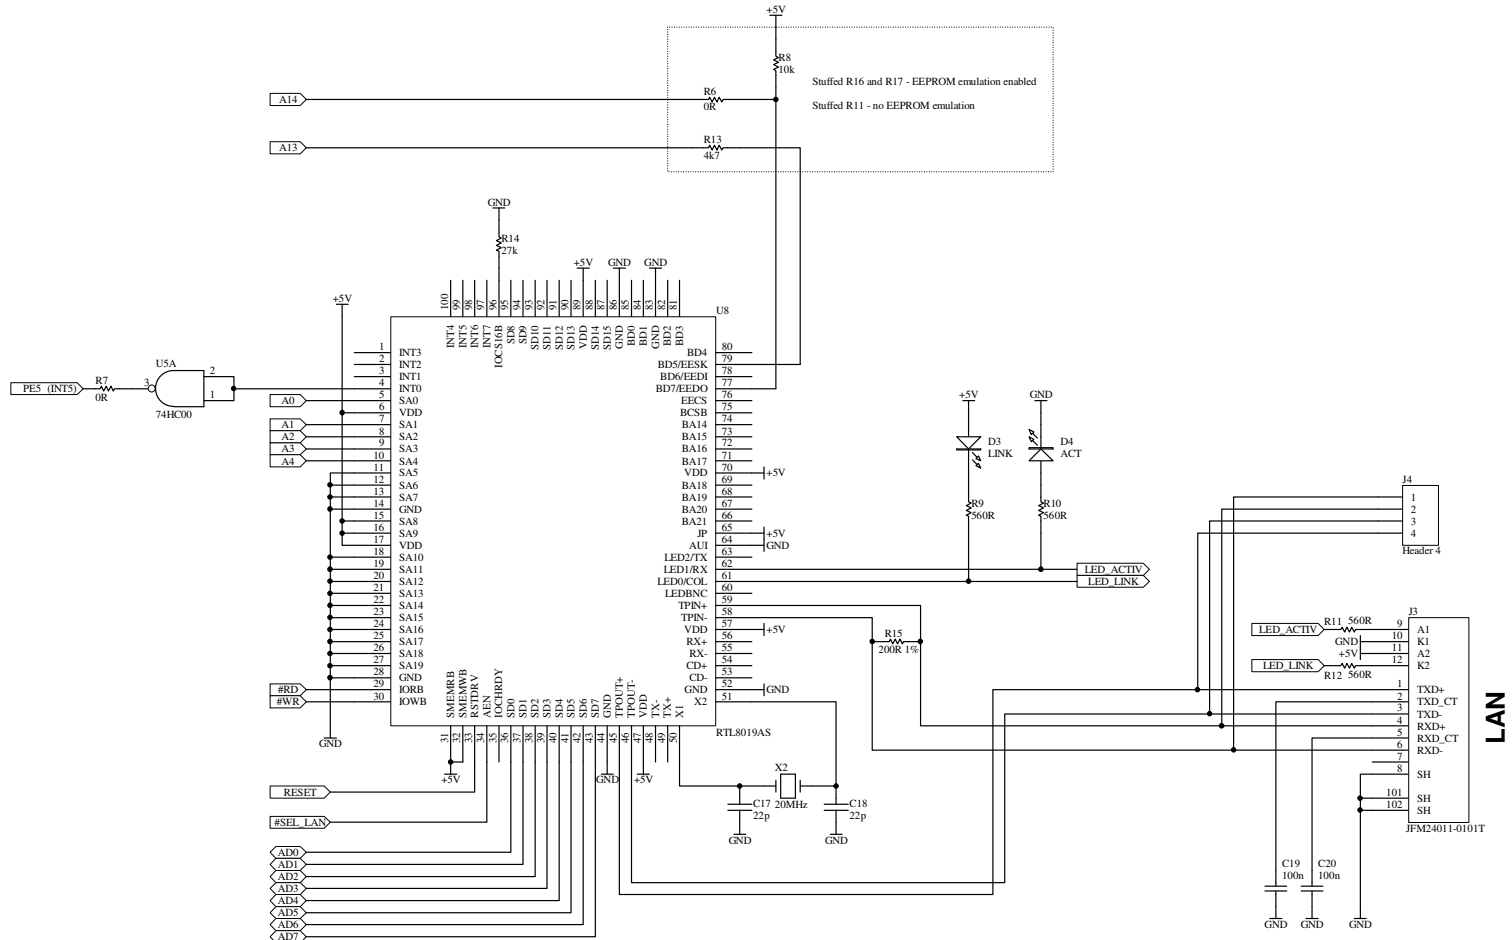 +5V
R8
10k
Stuffed R16 and R17 - EEPROM emulation enabled
A14
R6
0R
Stuffed R11 - no EEPROM emulation
A13
R13
4k7
GND
R14
27k
+5V
GND
GND
100
99
98
97
96
95
94
93
92
91
90
89
88
87
86
85
84
83
82
81
+5V
U8
INT4
INT5
INT6
INT7
IOCS16B
SD8
SD9
SD10
SD11
SD12
SD13
VDD
SD14
SD15
GND
BD0
BD1
GND
BD2
BD3
1 INT3
2 INT2
3 INT1
4 INT0
5 SA0
6 VDD
7 SA1
8 SA2
9 SA3
10 SA4
11 SA5
12 SA6
13 SA7
14 GND
15 SA8
16 SA9
17 VDD
18 SA10
19 SA11
20 SA12
21 SA13
22 SA14
23 SA15
24 SA16
25 SA17
26 SA18
27 SA19
28 GND
29 IORB
30 IOWB
BD4 80
BD5/EESK 79
BD6/EEDI 78
BD7/EEDO 77
EECS 76
BCSB 75
BA14 74
BA15 73
BA16 72
BA17 71
VDD 70 +5V
BA18 69
BA19 68
BA20 67
BA21 66
JP 65 +5V
AUI 64 GND
LED2/TX 63
LED1/RX 62
LED0/COL 61
LEDBNC 60
TPIN+ 59
TPIN- 58
VDD 57 +5V
RX+ 56
RX- 55
CD+ 54
CD- 53
GND 52 GND
X2 51
U5A
PE5 (INT5)
R7
0R
3
2
1
74HC00
A0
A1
A2
A3
A4
#RD
#WR
GND
SMEMRB
SMEMWB
RSTDRV
AEN
IOCHRDY
SD0
SD1
SD2
SD3
SD4
SD5
SD6
SD7
GND
TPOUT+
TPOUT-
VDD
TX-
TX+
X1
31
32
33
34
35
36
37
38
39
40
41
42
43
44
45
46
47
48
49
50
RTL8019AS
+5V
GND
+5V
RESET
#SEL_LAN
AD0
AD1
AD2
AD3
AD4
AD5
AD6
AD7
X2
20MHz
C17
22p
C18
22p
GND
GND
+5V
GND
D3
LINK
D4
ACT
R9
560R
R10
560R
LED_ACTIV
LED_LINK
R15
200R 1%
J4
1
2
3
4
Header 4
J3
LED_ACTIV R11 560R 9 A1
GND 10 K1
+5V 11 A2
LED_LINK R12 560R 12 K2
1 TXD+
2 TXD_CT
3 TXD-
4 RXD+
5 RXD_CT
6 RXD-
7
8 SH
101 SH
102 SH
JFM24011-0101T
LAN
C19
100n
C20
100n
GND
GND
GND